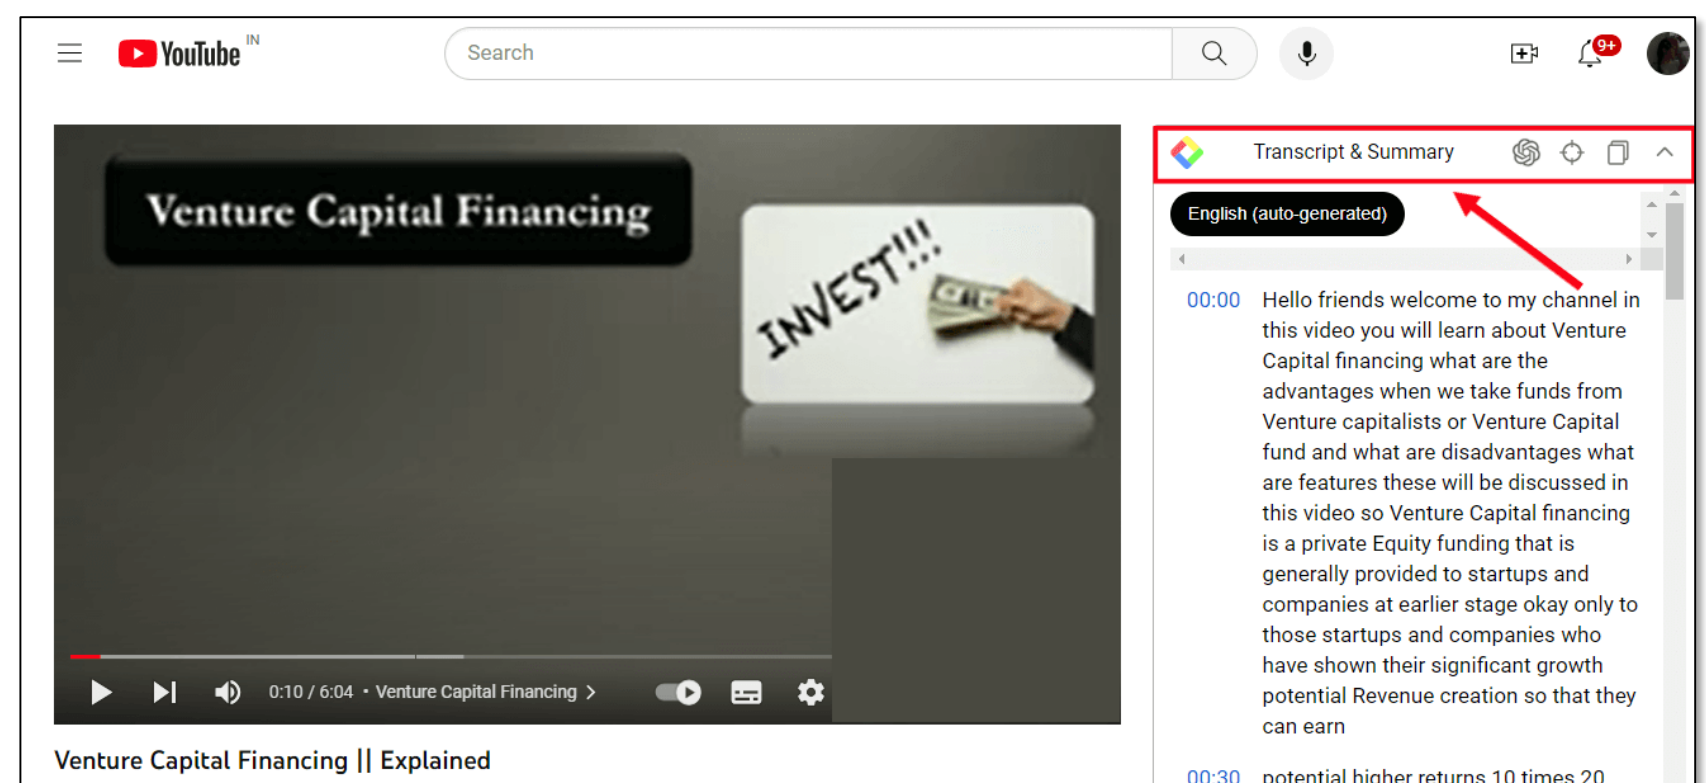 YouTube IN
Search
9+
Venture Capital Financing
INVEST!!!
0:10 / 6:04 • Venture Capital Financing >
Venture Capital Financing || Explained
Transcript & Summary
English (auto-generated)
00:00 Hello friends welcome to my channel in
this video you will learn about Venture
Capital financing what are the
advantages when we take funds from
Venture capitalists or Venture Capital
fund and what are disadvantages what
are features these will be discussed in
this video so Venture Capital financing
is a private Equity funding that is
generally provided to startups and
companies at earlier stage okay only to
those startups and companies who
have shown their significant growth
potential Revenue creation so that they
can earn
00:30 potential higher returns 10 times 20